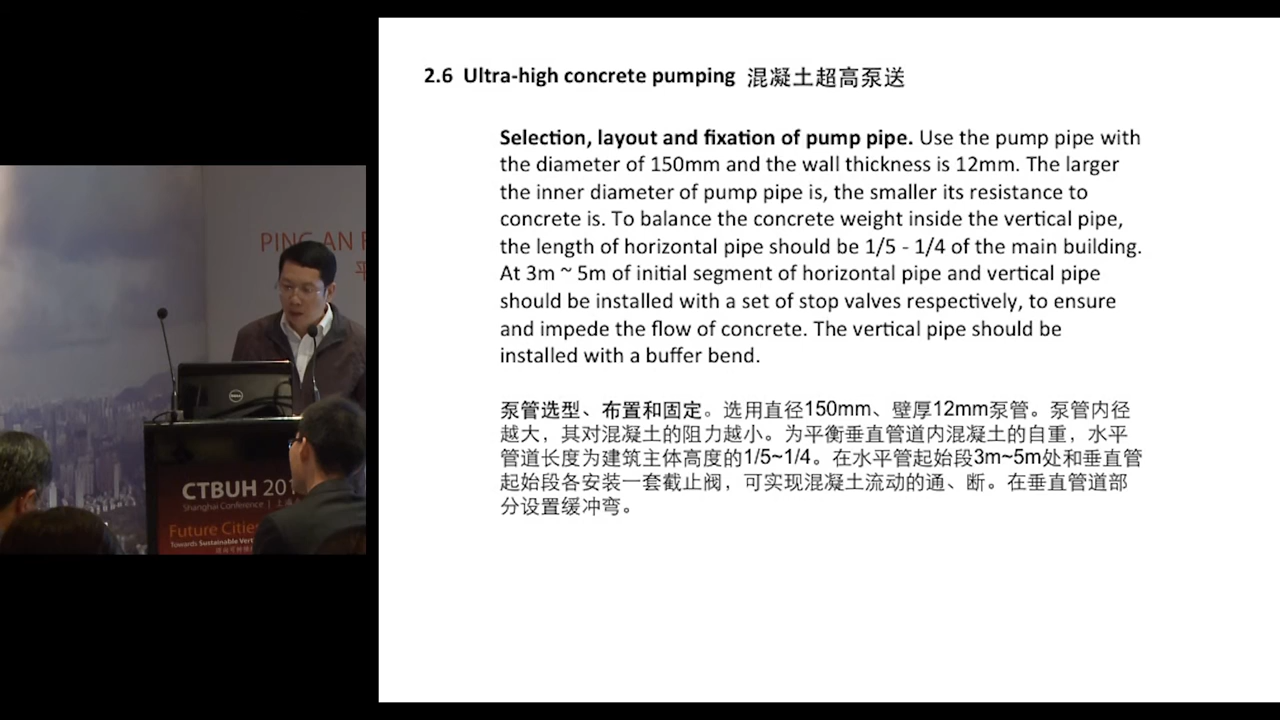 2.6 Ultra-high concrete pumping 混凝土超高泵送
Selection, layout and fixation of pump pipe. Use the pump pipe with
the diameter of 150mm and the wall thickness is 12mm. The larger
the inner diameter of pump pipe is, the smaller its resistance to
concrete is. To balance the concrete weight inside the vertical pipe,
the length of horizontal pipe should be 1/5 - 1/4 of the main building.
At 3m ~ 5m of initial segment of horizontal pipe and vertical pipe
should be installed with a set of stop valves respectively, to ensure
and impede the flow of concrete. The vertical pipe should be
installed with a buffer bend.
泵管选型、布置和固定。选用直径150mm、壁厚12mm泵管。泵管内径
越大，其对混凝土的阻力越小。为平衡垂直管道内混凝土的自重，水平
管道长度为建筑主体高度的1/5~1/4。在水平管起始段3m~5m处和垂直管
起始段各安装一套截止阀，可实现混凝土流动的通、断。在垂直管道部
分设置缓冲弯。
PING AN
CTBUH 201
Shanghai Conference
Future Cities
Towards Sustainable Vert